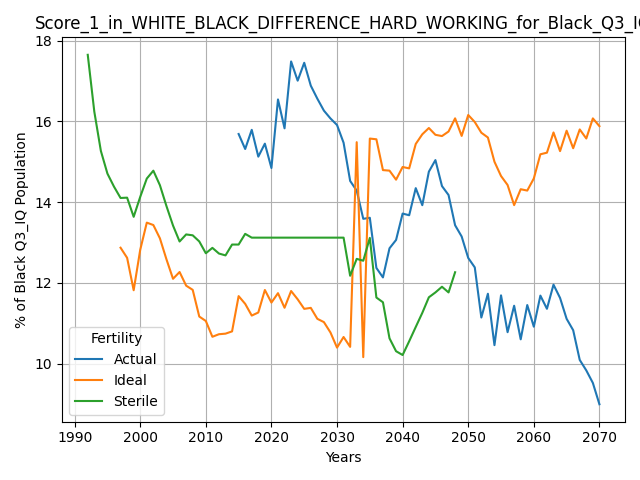 Score_1_in_WHITE_BLACK_DIFFERENCE_HARD_WORKING_for_Black_Q3_IQ
% of Black Q3_IQ Population
18
16
14
12
10
Fertility
Actual
Ideal
Sterile
1990 2000 2010 2020 2030 2040 2050 2060 2070
Years